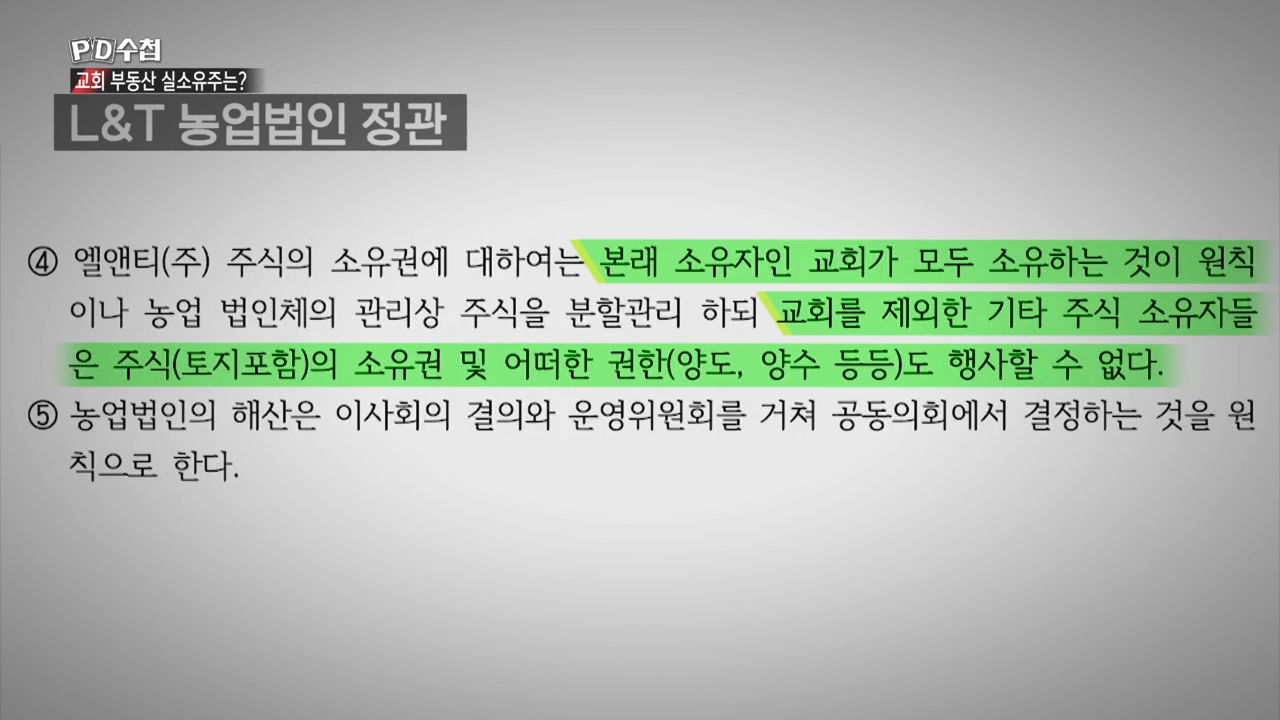 PD수첩
교회 부동산 실소유주는?
L&T 농업법인 정관
④ 엘앤티(주) 주식의 소유권에 대하여는 본래 소유자인 교회가 모두 소유하는 것이 원칙
이나 농업 법인체의 관리상 주식을 분할관리 하되 교회를 제외한 기타 주식 소유자들
은 주식(토지포함)의 소유권 및 어떠한 권한(양도, 양수 등등)도 행사할 수 없다.
⑤ 농업법인의 해산은 이사회의 결의와 운영위원회를 거쳐 공동의회에서 결정하는 것을 원
칙으로 한다.